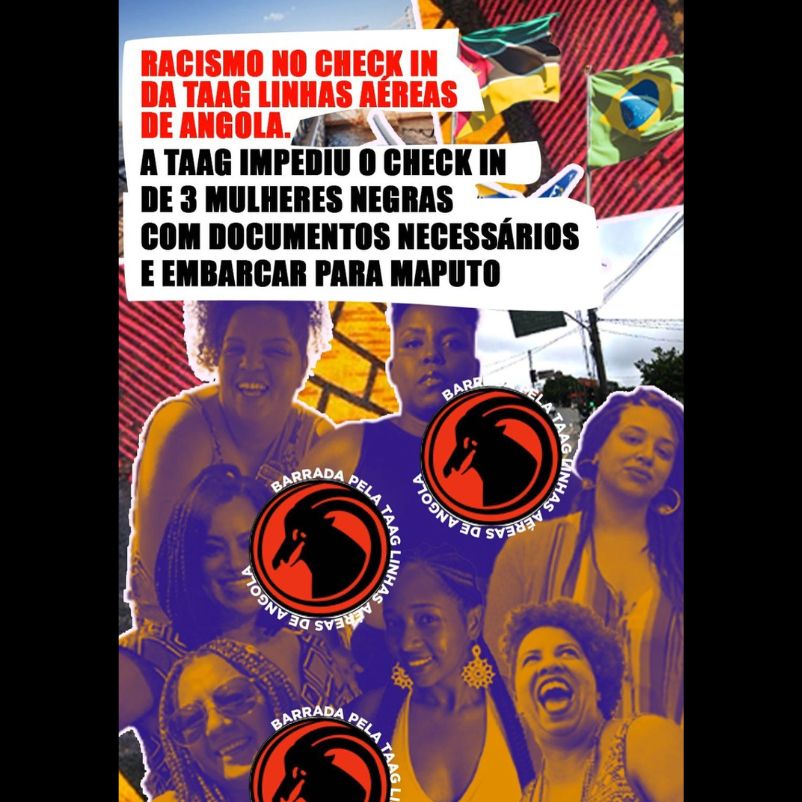 RACISMO NO CHECK IN
DA TAAG LINHAS AÉREAS
DE ANGOLA.
A TAAG IMPEDIU O CHECK IN
DE 3 MULHERES NEGRAS
COM DOCUMENTOS NECESSÁRIOS
E EMBARCAR PARA MAPUTO
BARRADA PELA TAAG LINHAS AÉREAS DE ANGOLA
BARRADA PELA TAAG LINHAS AÉREAS DE ANGOLA
BARRADA PELA TAAG